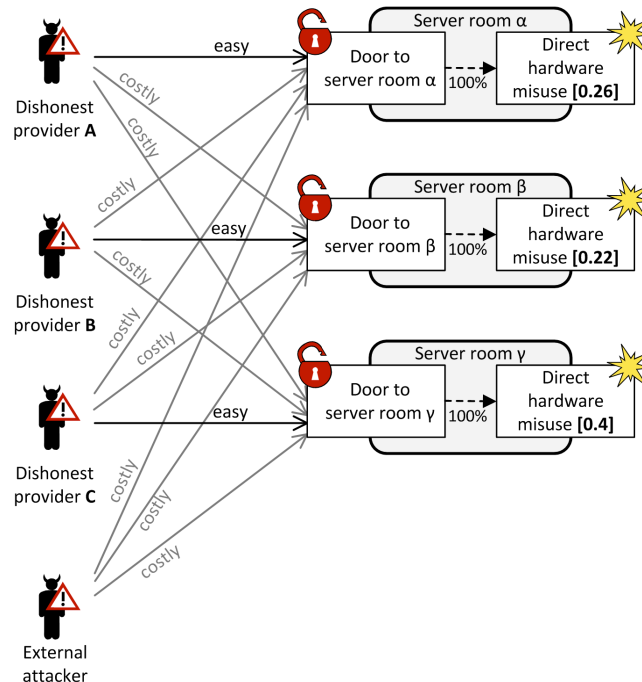 Server room α
easy
Door to
server room α
100%
Direct
hardware
misuse [0.26]
Dishonest
provider A
costly
costly
costly
Server room β
easy
Door to
server room β
100%
Direct
hardware
misuse [0.22]
Dishonest
provider B
costly
costly
costly
Server room γ
easy
Door to
server room γ
100%
Direct
hardware
misuse [0.4]
Dishonest
provider C
costly
costly
costly
External
attacker